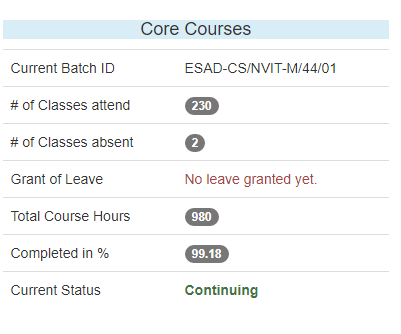 Core Courses
Current Batch ID ESAD-CS/NVIT-M/44/01
# of Classes attend 230
# of Classes absent 2
Grant of Leave No leave granted yet.
Total Course Hours 980
Completed in % 99.18
Current Status Continuing